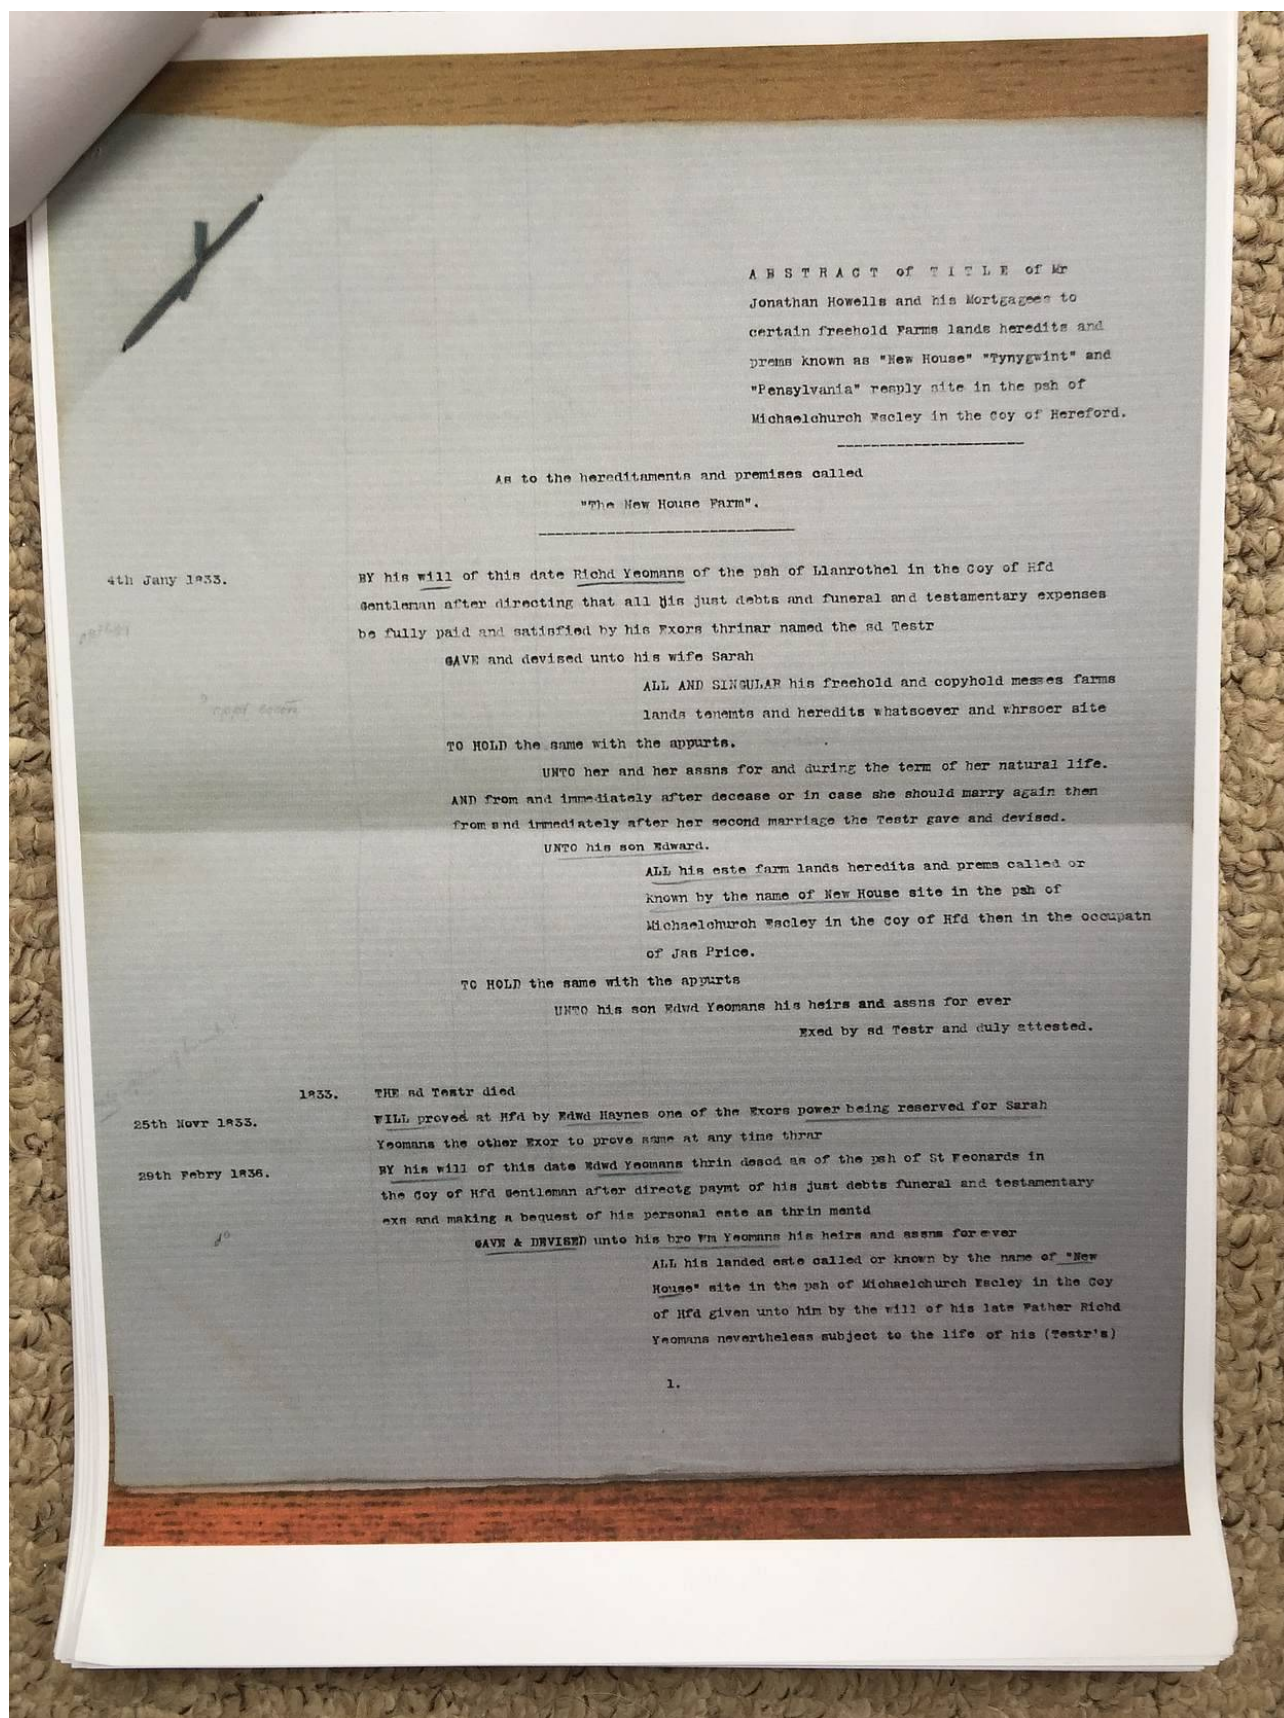 A B S T R A C T of T I T L E of Mr
Jonathan Howells and his Mortgagees to
certain freehold Farms lands heredits and
prems known as "New House" "Tynygwint" and
"Pensylvania" resply site in the psh of
Michaelchurch Escley in the Coy of Hereford.
As to the hereditaments and premises called
"The New House Farm".
4th Jany 1833. BY his will of this date Richd Yeomans of the psh of Llanrothel in the Coy of Hfd
Gentleman after directing that all his just debts and funeral and testamentary expenses
be fully paid and satisfied by his Exors thrinar named the sd Testr
GAVE and devised unto his wife Sarah
ALL AND SINGULAR his freehold and copyhold messes farms
lands tenemts and heredits whatsoever and whrsoer site
TO HOLD the same with the appurts.
UNTO her and her assns for and during the term of her natural life.
AND from and immediately after decease or in case she should marry again then
from and immediately after her second marriage the Testr gave and devised.
UNTO his son Edward.
ALL his este farm lands heredits and prems called or
known by the name of New House site in the psh of
Michaelchurch Escley in the Coy of Hfd then in the occupatn
of Jas Price.
TO HOLD the same with the appurts
UNTO his son Edwd Yeomans his heirs and assns for ever
Exed by sd Testr and duly attested.
1833. THE sd Testr died
25th Novr 1833. WILL proved at Hfd by Edwd Haynes one of the Exors power being reserved for Sarah
Yeomans the other Exor to prove same at any time thrar
29th Febry 1836. BY his will of this date Edwd Yeomans thrin descd as of the psh of St Feonards in
the Coy of Hfd Gentleman after directg paymt of his just debts funeral and testamentary
exs and making a bequest of his personal este as thrin mentd
do GAVE & DEVISED unto his bro Wm Yeomans his heirs and assns for ever
ALL his landed este called or known by the name of "New
House" site in the psh of Michaelchurch Escley in the Coy
of Hfd given unto him by the will of his late Father Richd
Yeomans nevertheless subject to the life of his (Testr's)
1.